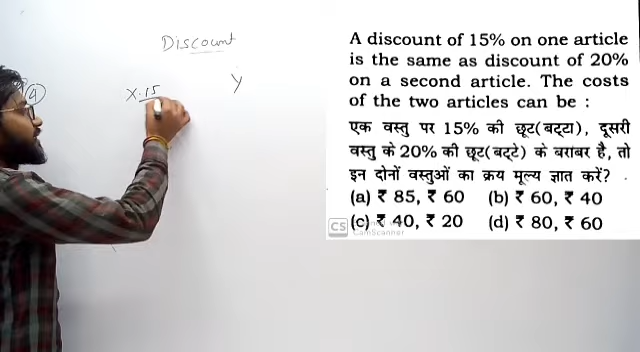 Discount
4
x.15
y
A discount of 15% on one article
is the same as discount of 20%
on a second article. The costs
of the two articles can be :
एक वस्तु पर 15% की छूट(बट्टा), दूसरी
वस्तु के 20% की छूट(बट्टे) के बराबर है, तो
इन दोनों वस्तुओं का क्रय मूल्य ज्ञात करें?
(a) ₹ 85, ₹ 60 (b) ₹ 60, ₹ 40
(c) ₹ 40, ₹ 20 (d) ₹ 80, ₹ 60
CS CamScanner